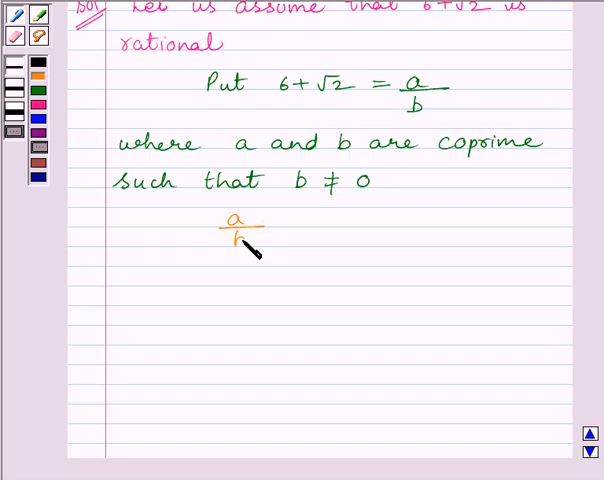 Sol Let us assume that 6+√2 is
rational
Put 6+√2 = a/b
where a and b are coprime
such that b ≠ 0
a/b